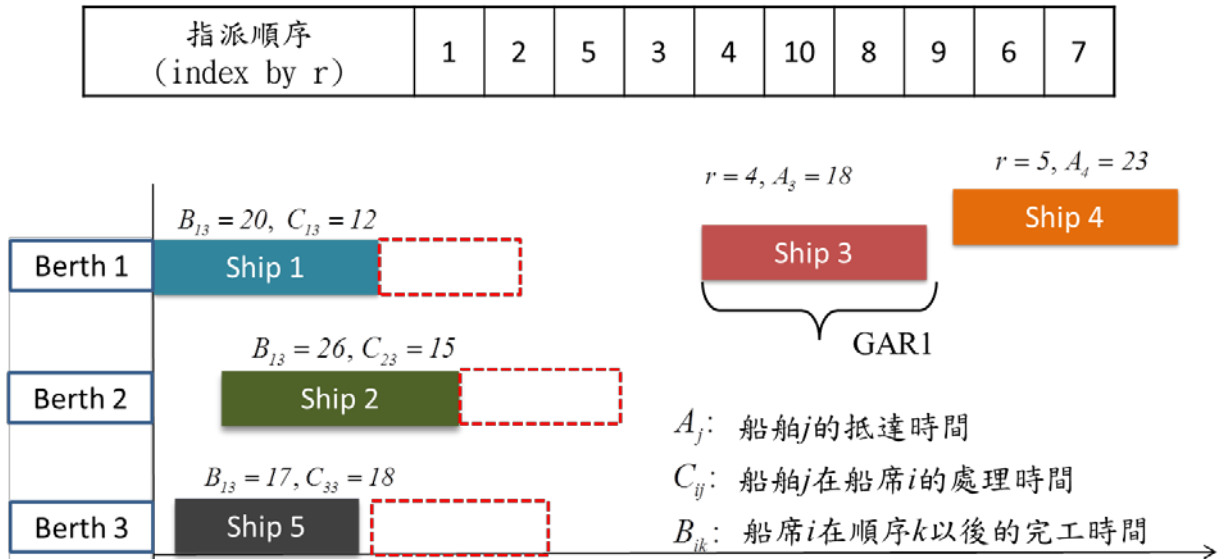 指派順序
(index by r)
1 2 5 3 4 10 8 9 6 7
r = 4, A₃ = 18
r = 5, A₄ = 23
B₁₃ = 20, C₁₃ = 12
Berth 1
Ship 1
Ship 3
Ship 4
GAR1
B₁₃ = 26, C₂₃ = 15
Berth 2
Ship 2
B₁₃ = 17, C₃₃ = 18
Berth 3
Ship 5
Aⱼ: 船舶j的抵達時間
Cᵢⱼ: 船舶j在船席i的處理時間
Bᵢₖ: 船席i在順序k以後的完工時間